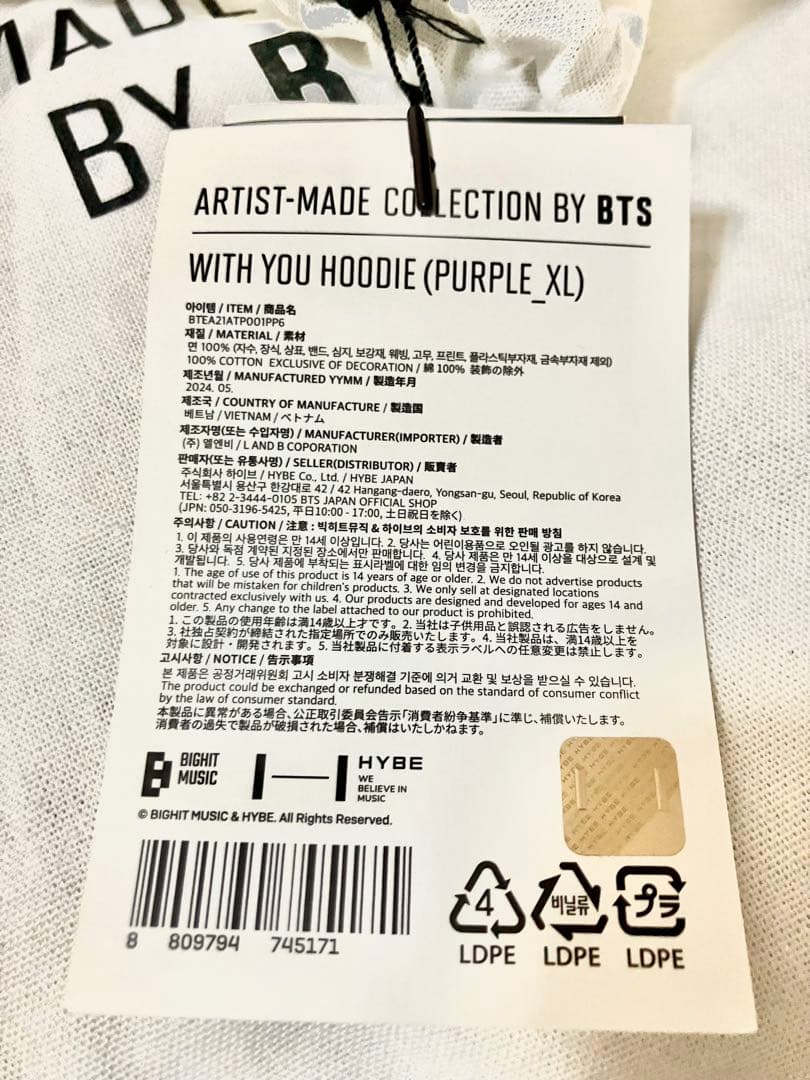 MADE
BY B
ARTIST-MADE COLLECTION BY BTS
WITH YOU HOODIE (PURPLE_XL)
아이템 / ITEM / 商品名
BTEA21ATP001PP6
재질 / MATERIAL / 素材
면 100% (자수, 장식, 상표, 밴드, 심지, 보강재, 웨빙, 고무, 프린트, 플라스틱부자재, 금속부자재 제외)
100% COTTON EXCLUSIVE OF DECORATION / 綿 100% 装飾の除外
제조년월 / MANUFACTURED YYMM / 製造年月
2024. 05.
제조국 / COUNTRY OF MANUFACTURE / 製造国
베트남 / VIETNAM / ベトナム
제조자명(또는 수입자명) / MANUFACTURER(IMPORTER) / 製造者
(주) 엘엔비 / L AND B COPORATION
판매자(또는 유통사명) / SELLER(DISTRIBUTOR) / 販賣者
주식회사 하이브 / HYBE Co., Ltd. / HYBE JAPAN
서울특별시 용산구 한강대로 42 / 42 Hangang-daero, Yongsan-gu, Seoul, Republic of Korea
TEL: +82 2-3444-0105 BTS JAPAN OFFICIAL SHOP
(JPN: 050-3196-5425, 平日10:00 - 17:00, 土日祝日を除く)
주의사항 / CAUTION / 注意 : 빅히트뮤직 & 하이브의 소비자 보호를 위한 판매 방침
1. 이 제품의 사용연령은 만 14세 이상입니다. 2. 당사는 어린이용품으로 오인될 광고를 하지 않습니다.
3. 당사와 독점 계약된 지정된 장소에서만 판매합니다. 4. 당사 제품은 만 14세 이상을 대상으로 설계 및
개발됩니다. 5. 당사 제품에 부착되는 표시라벨에 대한 임의 변경을 금지합니다.
1. The age of use of this product is 14 years of age or older. 2. We do not advertise products
that will be mistaken for children's products. 3. We only sell at designated locations
contracted exclusively with us. 4. Our products are designed and developed for ages 14 and
older. 5. Any change to the label attached to our product is prohibited.
1. この製品の使用年齢は満14歳以上才です。2. 当社は子供用品と誤認される広告をしません。
3. 社独占契約が締結された指定場所でのみ販売いたします。4. 当社製品は、満14歳以上を
対象に設計・開発されます。5. 当社製品に付着する表示ラベルへの任意変更は禁止します。
고시사항 / NOTICE / 告示事項
본 제품은 공정거래위원회 고시 소비자 분쟁해결 기준에 의거 교환 및 보상을 받으실 수 있습니다.
The product could be exchanged or refunded based on the standard of consumer conflict
by the law of consumer standard.
本製品に異常がある場合、公正取引委員会告示「消費者紛争基準」に準じ、補償いたします。
消費者の過失で製品が破損された場合、補償はいたしかねます。
BIGHIT
MUSIC
HYBE
WE
BELIEVE IN
MUSIC
© BIGHIT MUSIC & HYBE. All Rights Reserved.
8 809794 745171
4
LDPE
비닐류
LDPE
プラ
LDPE